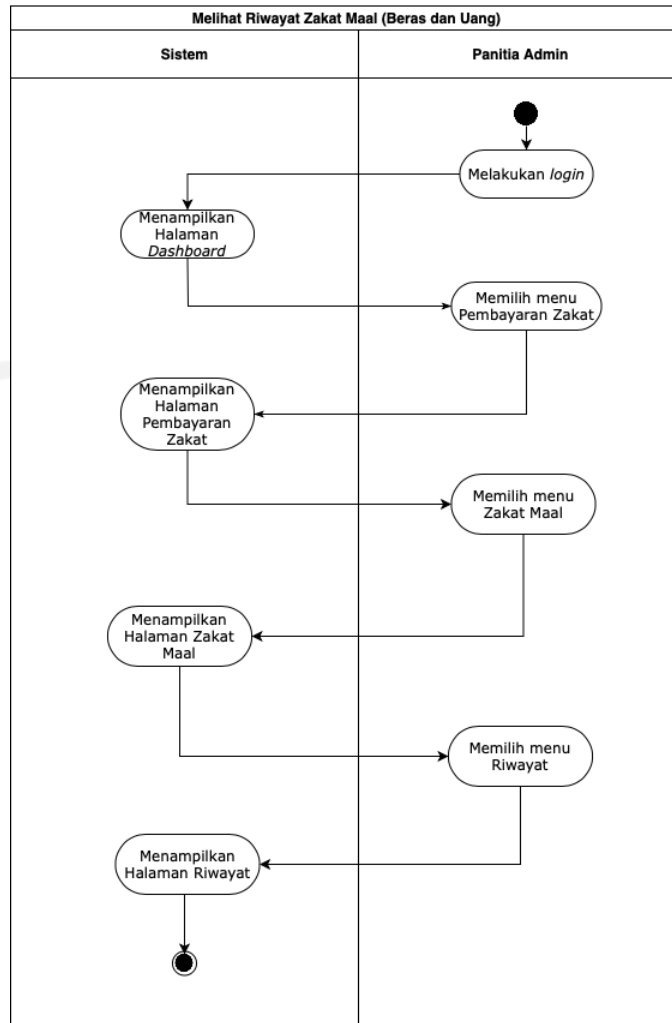 Melihat Riwayat Zakat Maal (Beras dan Uang)
Sistem
Panitia Admin
Melakukan login
Menampilkan
Halaman
Dashboard
Memilih menu
Pembayaran Zakat
Menampilkan
Halaman
Pembayaran
Zakat
Memilih menu
Zakat Maal
Menampilkan
Halaman Zakat
Maal
Memilih menu
Riwayat
Menampilkan
Halaman Riwayat